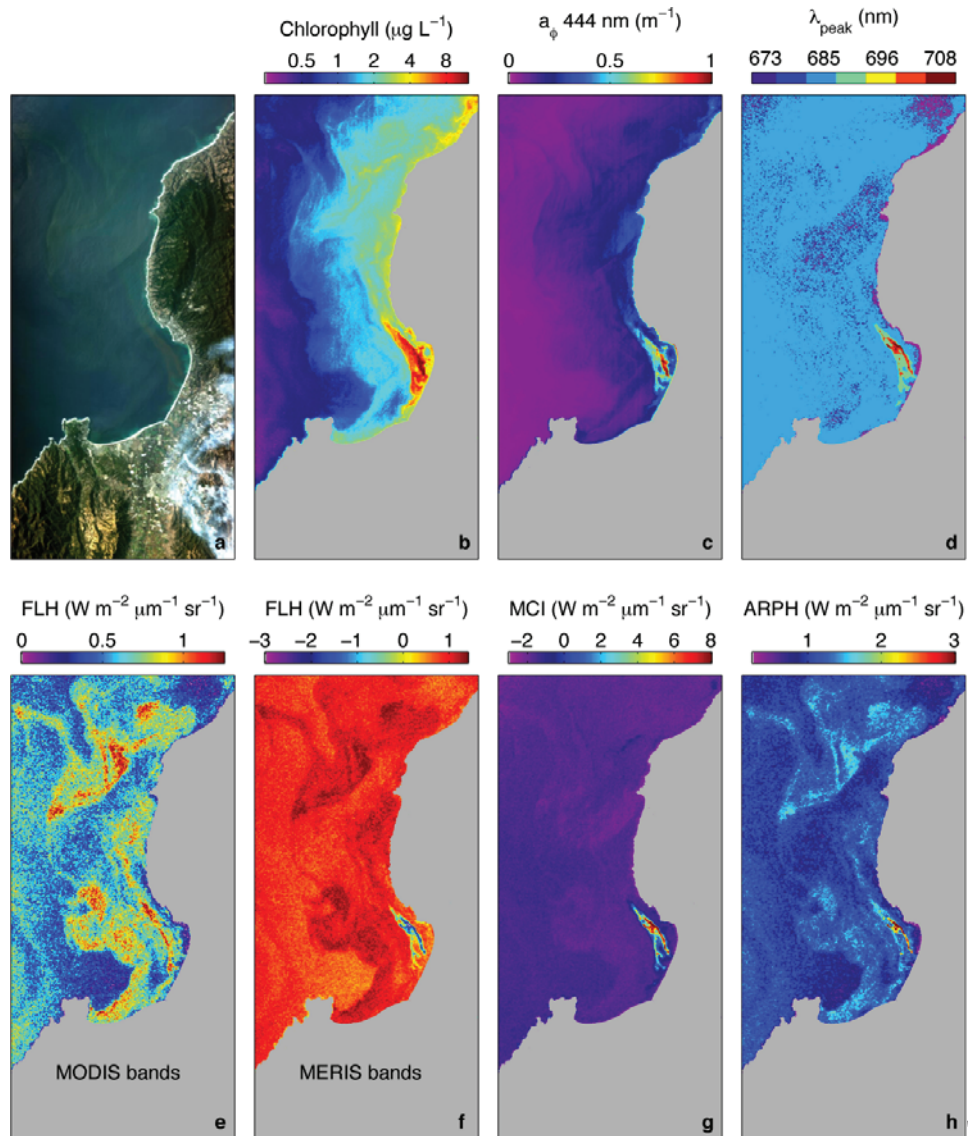 Chlorophyll (μg L⁻¹)
0.5 1 2 4 8
aϕ 444 nm (m⁻¹)
0 0.5 1
λpeak (nm)
673 685 696 708
a
b
c
d
FLH (W m⁻² μm⁻¹ sr⁻¹)
0 0.5 1
FLH (W m⁻² μm⁻¹ sr⁻¹)
−3 −2 −1 0 1
MCI (W m⁻² μm⁻¹ sr⁻¹)
−2 0 2 4 6 8
ARPH (W m⁻² μm⁻¹ sr⁻¹)
1 2 3
MODIS bands
e
MERIS bands
f
g
h